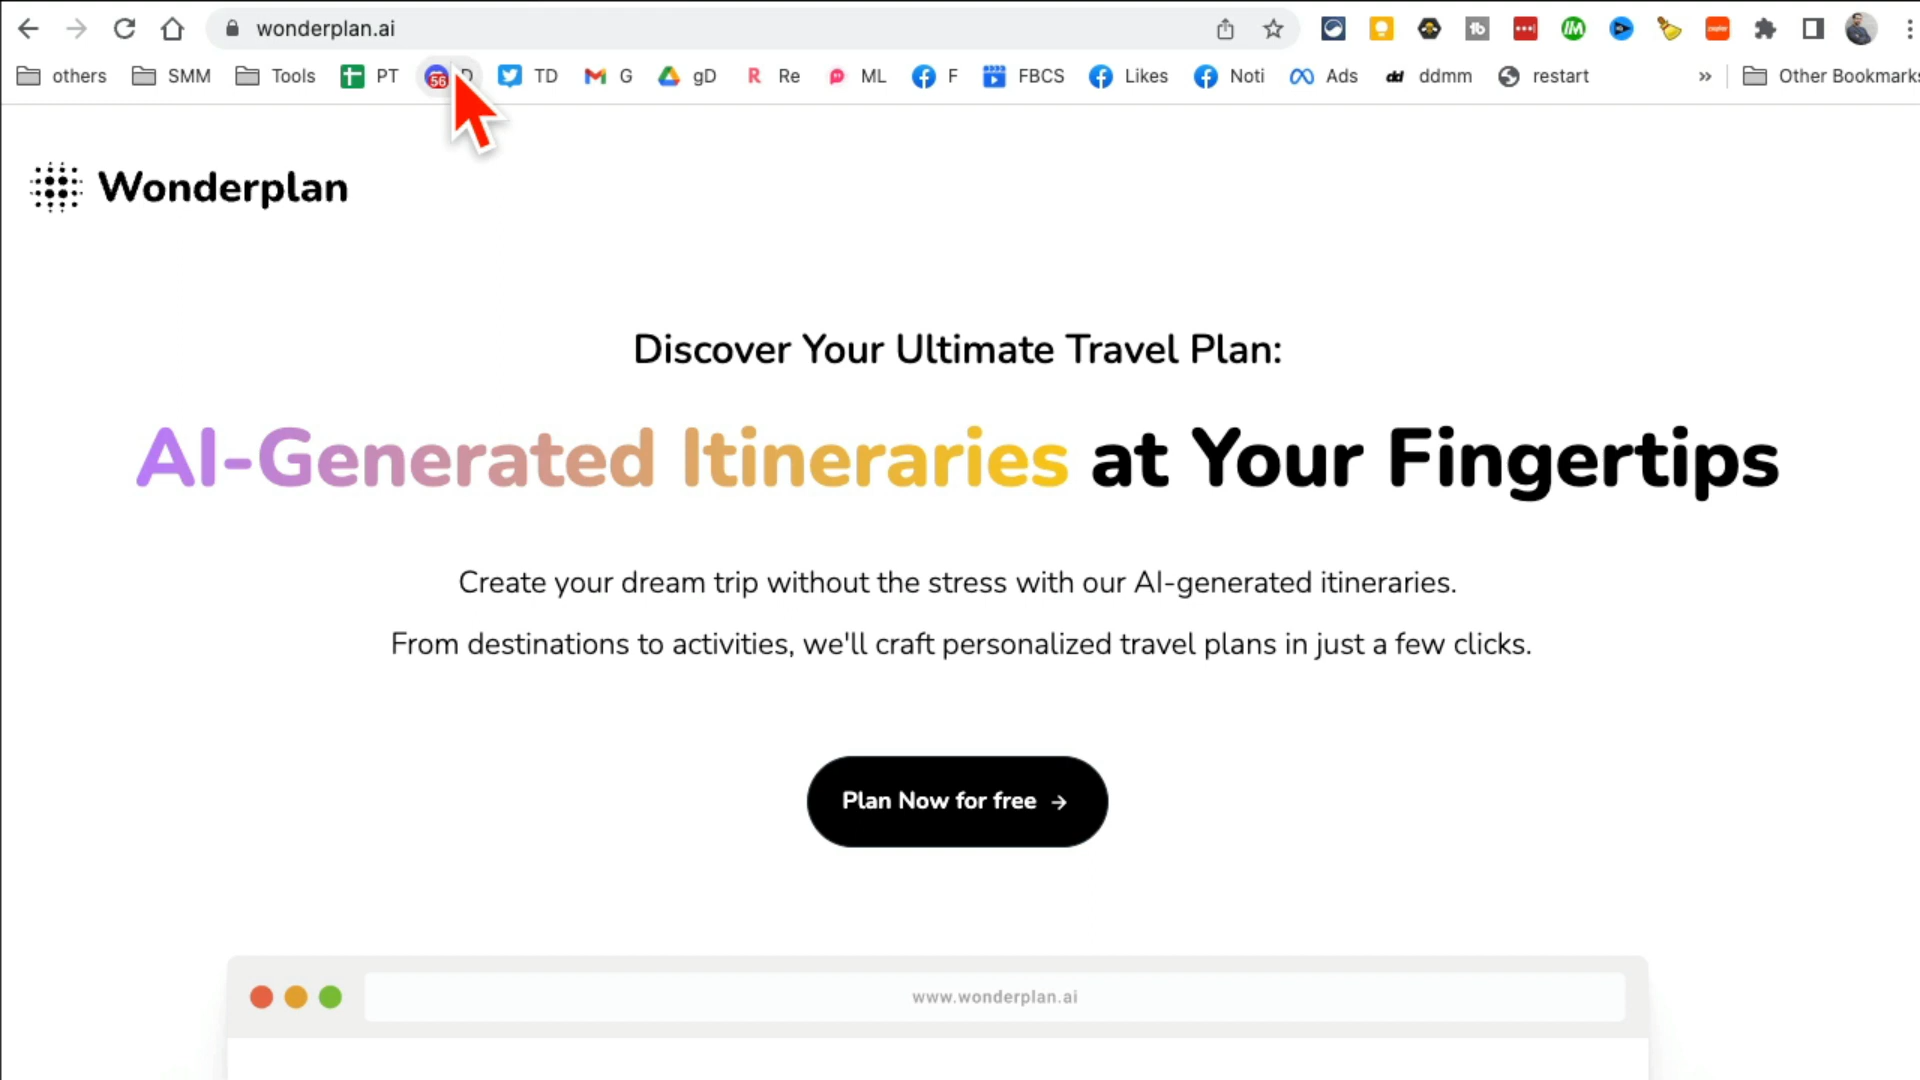 wonderplan.ai
others SMM Tools PT 56 D TD G gD Re ML F FBCS Likes Noti Ads ddmm restart » Other Bookmarks
Wonderplan
Discover Your Ultimate Travel Plan:
AI-Generated Itineraries at Your Fingertips
Create your dream trip without the stress with our AI-generated itineraries.
From destinations to activities, we'll craft personalized travel plans in just a few clicks.
Plan Now for free →
www.wonderplan.ai